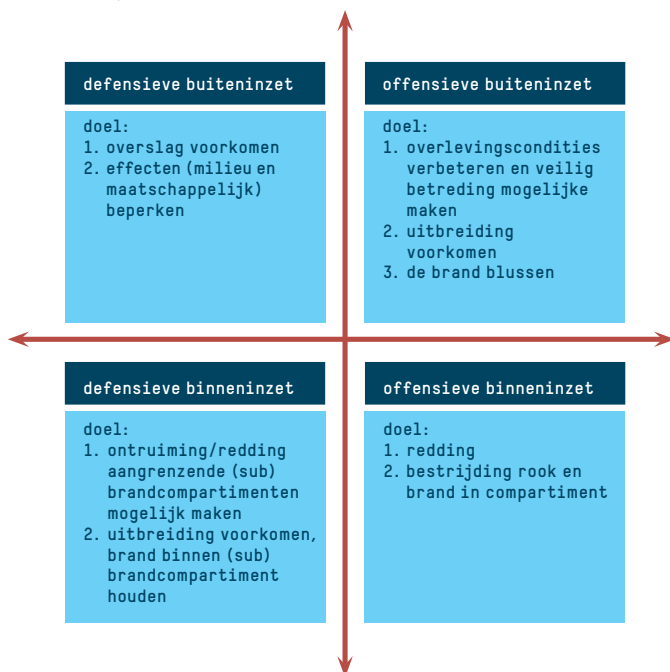 defensieve buiteninzet
doel:
1. overslag voorkomen
2. effecten (milieu en
maatschappelijk)
beperken
offensieve buiteninzet
doel:
1. overlevingscondities
verbeteren en veilig
betreding mogelijke
maken
2. uitbreiding
voorkomen
3. de brand blussen
defensieve binneninzet
doel:
1. ontruiming/redding
aangrenzende (sub)
brandcompartimenten
mogelijk maken
2. uitbreiding voorkomen,
brand binnen (sub)
brandcompartiment
houden
offensieve binneninzet
doel:
1. redding
2. bestrijding rook en
brand in compartiment